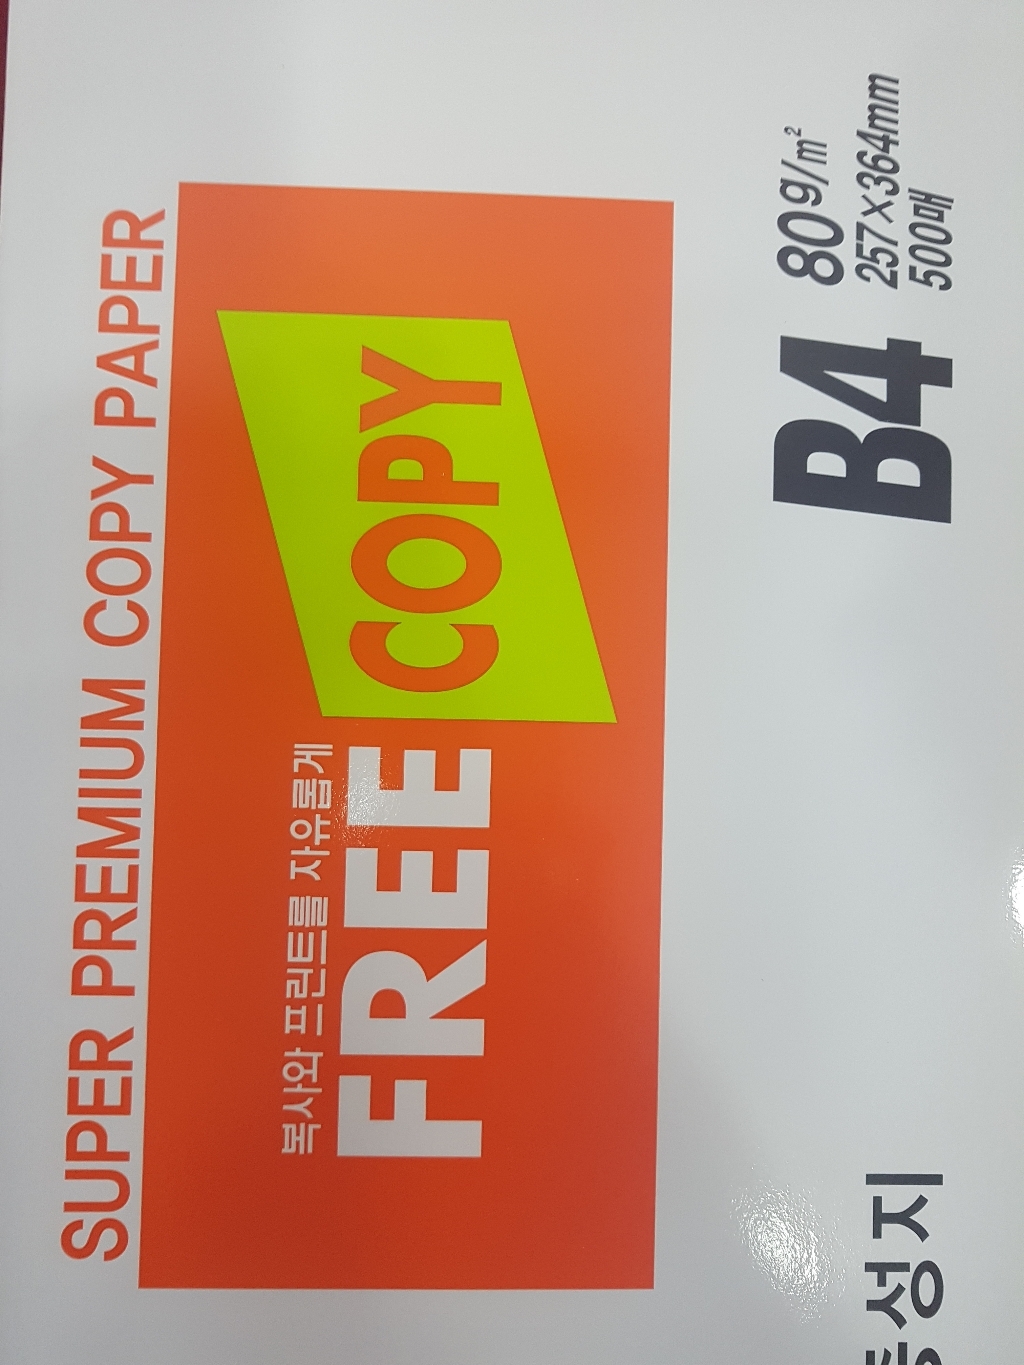 SUPER PREMIUM COPY PAPER
복사와 프린트를 자유롭게
FREE COPY
B4 80g/㎡
257×364mm
500매
성지